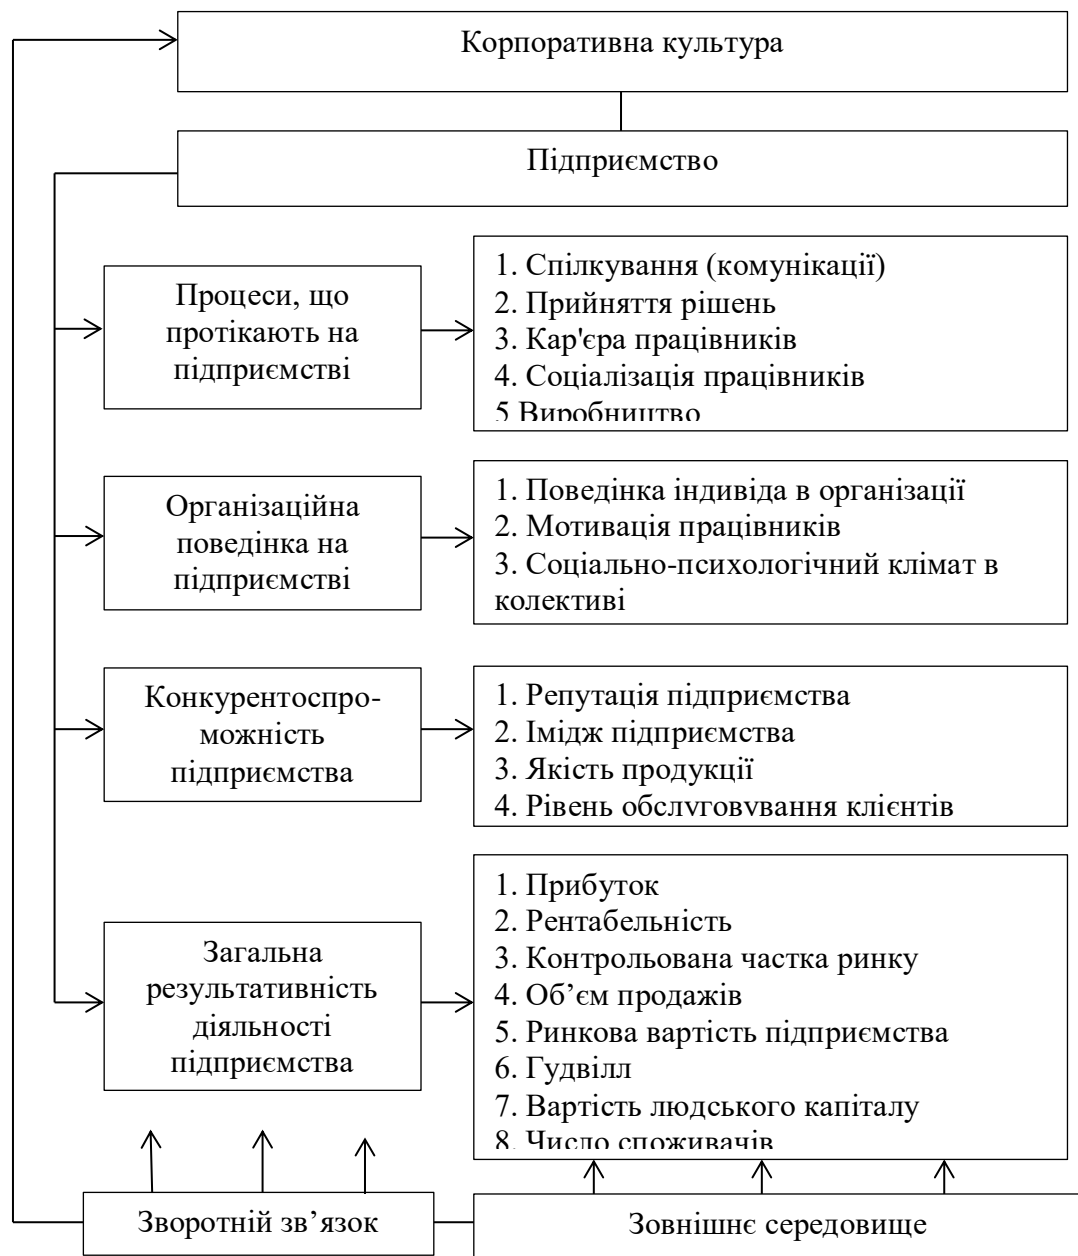 Корпоративна культура
Підприємство
Процеси, що
протікають на
підприємстві
1. Спілкування (комунікації)
2. Прийняття рішень
3. Кар'єра працівників
4. Соціалізація працівників
5 Виробництво
Організаційна
поведінка на
підприємстві
1. Поведінка індивіда в організації
2. Мотивація працівників
3. Соціально-психологічний клімат в
колективі
Конкурентоспро-
можність
підприємства
1. Репутація підприємства
2. Імідж підприємства
3. Якість продукції
4. Рівень обслуговування клієнтів
Загальна
результативність
діяльності
підприємства
1. Прибуток
2. Рентабельність
3. Контрольована частка ринку
4. Об’єм продажів
5. Ринкова вартість підприємства
6. Гудвілл
7. Вартість людського капіталу
8. Число споживачів
Зворотній зв’язок
Зовнішнє середовище